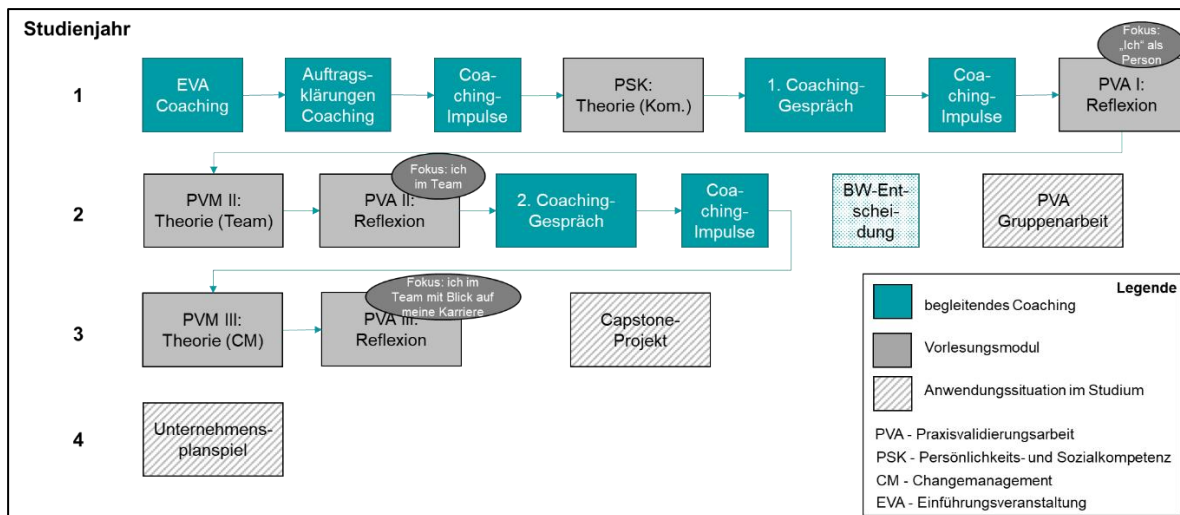 Studienjahr
1
EVA
Coaching
Auftrags-
klärungen
Coaching
Coa-
ching-
Impulse
PSK:
Theorie (Kom.)
1. Coaching-
Gespräch
Coa-
ching-
Impulse
Fokus:
„Ich“ als
Person
PVA I:
Reflexion
2
PVM II:
Theorie (Team)
Fokus: ich
im Team
PVA II:
Reflexion
2. Coaching-
Gespräch
Coa-
ching-
Impulse
BW-Ent-
schei-
dung
PVA
Gruppenarbeit
3
PVM III:
Theorie (CM)
Fokus: ich im
Team mit Blick auf
meine Karriere
PVA III:
Reflexion
Capstone-
Projekt
4
Unternehmens-
planspiel
Legende
begleitendes Coaching
Vorlesungsmodul
Anwendungssituation im Studium
PVA - Praxisvalidierungsarbeit
PSK - Persönlichkeits- und Sozialkompetenz
CM - Changemanagement
EVA - Einführungsveranstaltung